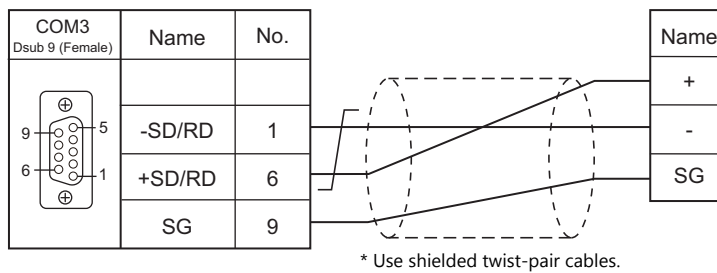 COM3
Dsub 9 (Female)
Name
No.
Name
+
9
5
-SD/RD
1
-
6
1
+SD/RD
6
SG
SG
9
* Use shielded twist-pair cables.